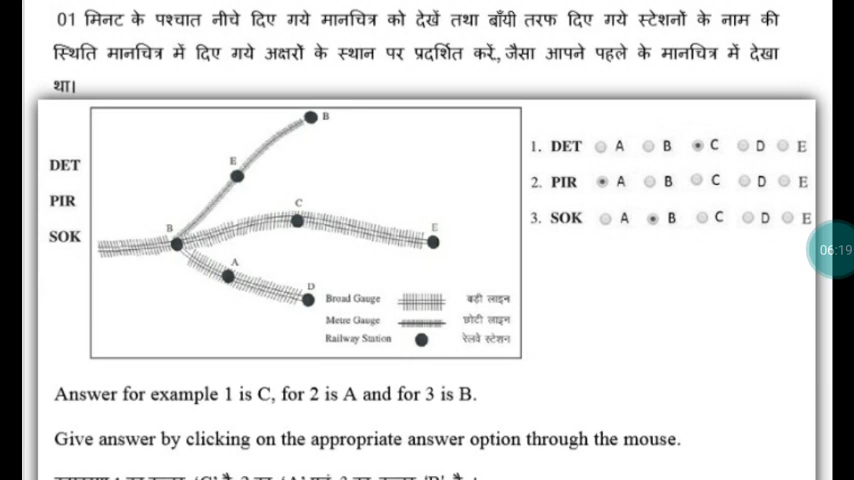 01 मिनट के पश्चात नीचे दिए गये मानचित्र को देखें तथा बाँयी तरफ दिए गये स्टेशनों के नाम की
स्थिति मानचित्र में दिए गये अक्षरों के स्थान पर प्रदर्शित करें, जैसा आपने पहले के मानचित्र में देखा
था।
DET
PIR
SOK
B
E
B
C
E
A
D
Broad Gauge बड़ी लाइन
Metre Gauge छोटी लाइन
Railway Station रेलवे स्टेशन
1. DET A B C D E
2. PIR A B C D E
3. SOK A B C D E
06:19
Answer for example 1 is C, for 2 is A and for 3 is B.
Give answer by clicking on the appropriate answer option through the mouse.